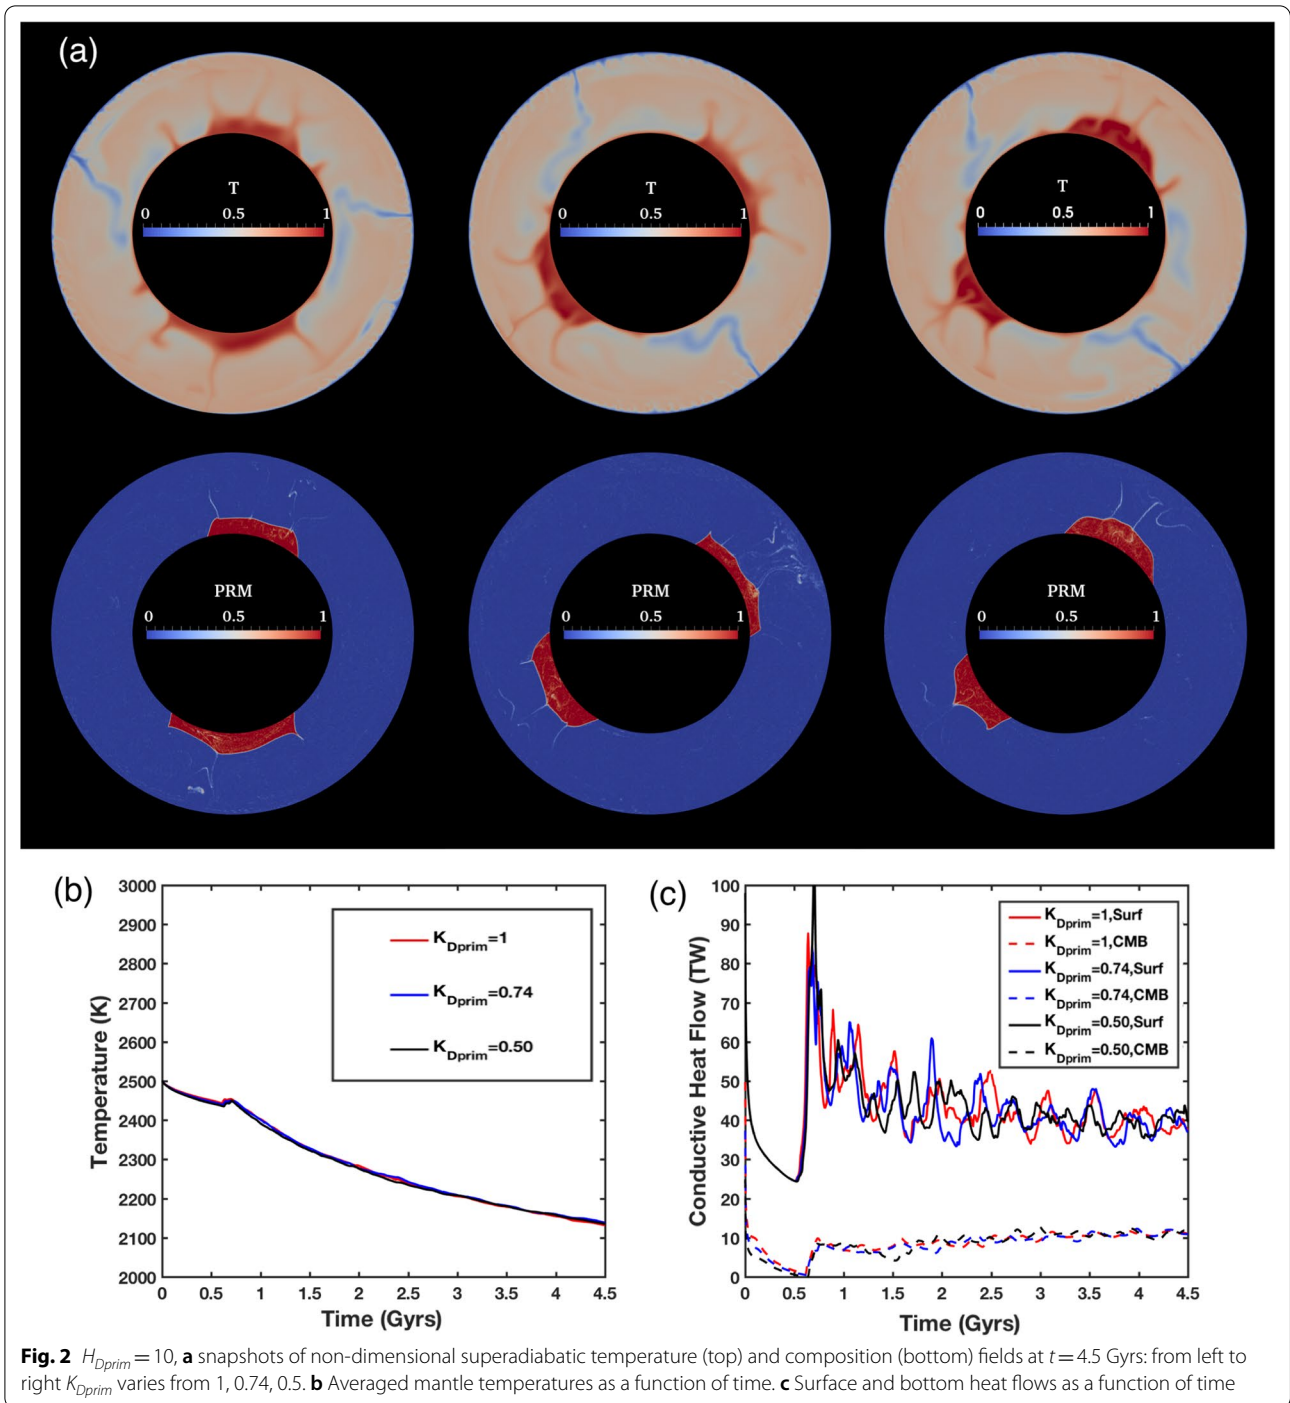 (a)
T
0 0.5 1
T
0 0.5 1
T
0 0.5 1
PRM
0 0.5 1
PRM
0 0.5 1
PRM
0 0.5 1
(b)
3000
2900
2800
2700
2600
2500
2400
2300
2200
2100
2000
Temperature (K)
K_Dprim=1
K_Dprim=0.74
K_Dprim=0.50
0 0.5 1 1.5 2 2.5 3 3.5 4 4.5
Time (Gyrs)
(c)
100
90
80
70
60
50
40
30
20
10
0
Conductive Heat Flow (TW)
K_Dprim=1,Surf
K_Dprim=1,CMB
K_Dprim=0.74,Surf
K_Dprim=0.74,CMB
K_Dprim=0.50,Surf
K_Dprim=0.50,CMB
0 0.5 1 1.5 2 2.5 3 3.5 4 4.5
Time (Gyrs)
Fig. 2 H_Dprim = 10, a snapshots of non-dimensional superadiabatic temperature (top) and composition (bottom) fields at t = 4.5 Gyrs: from left to
right K_Dprim varies from 1, 0.74, 0.5. b Averaged mantle temperatures as a function of time. c Surface and bottom heat flows as a function of time